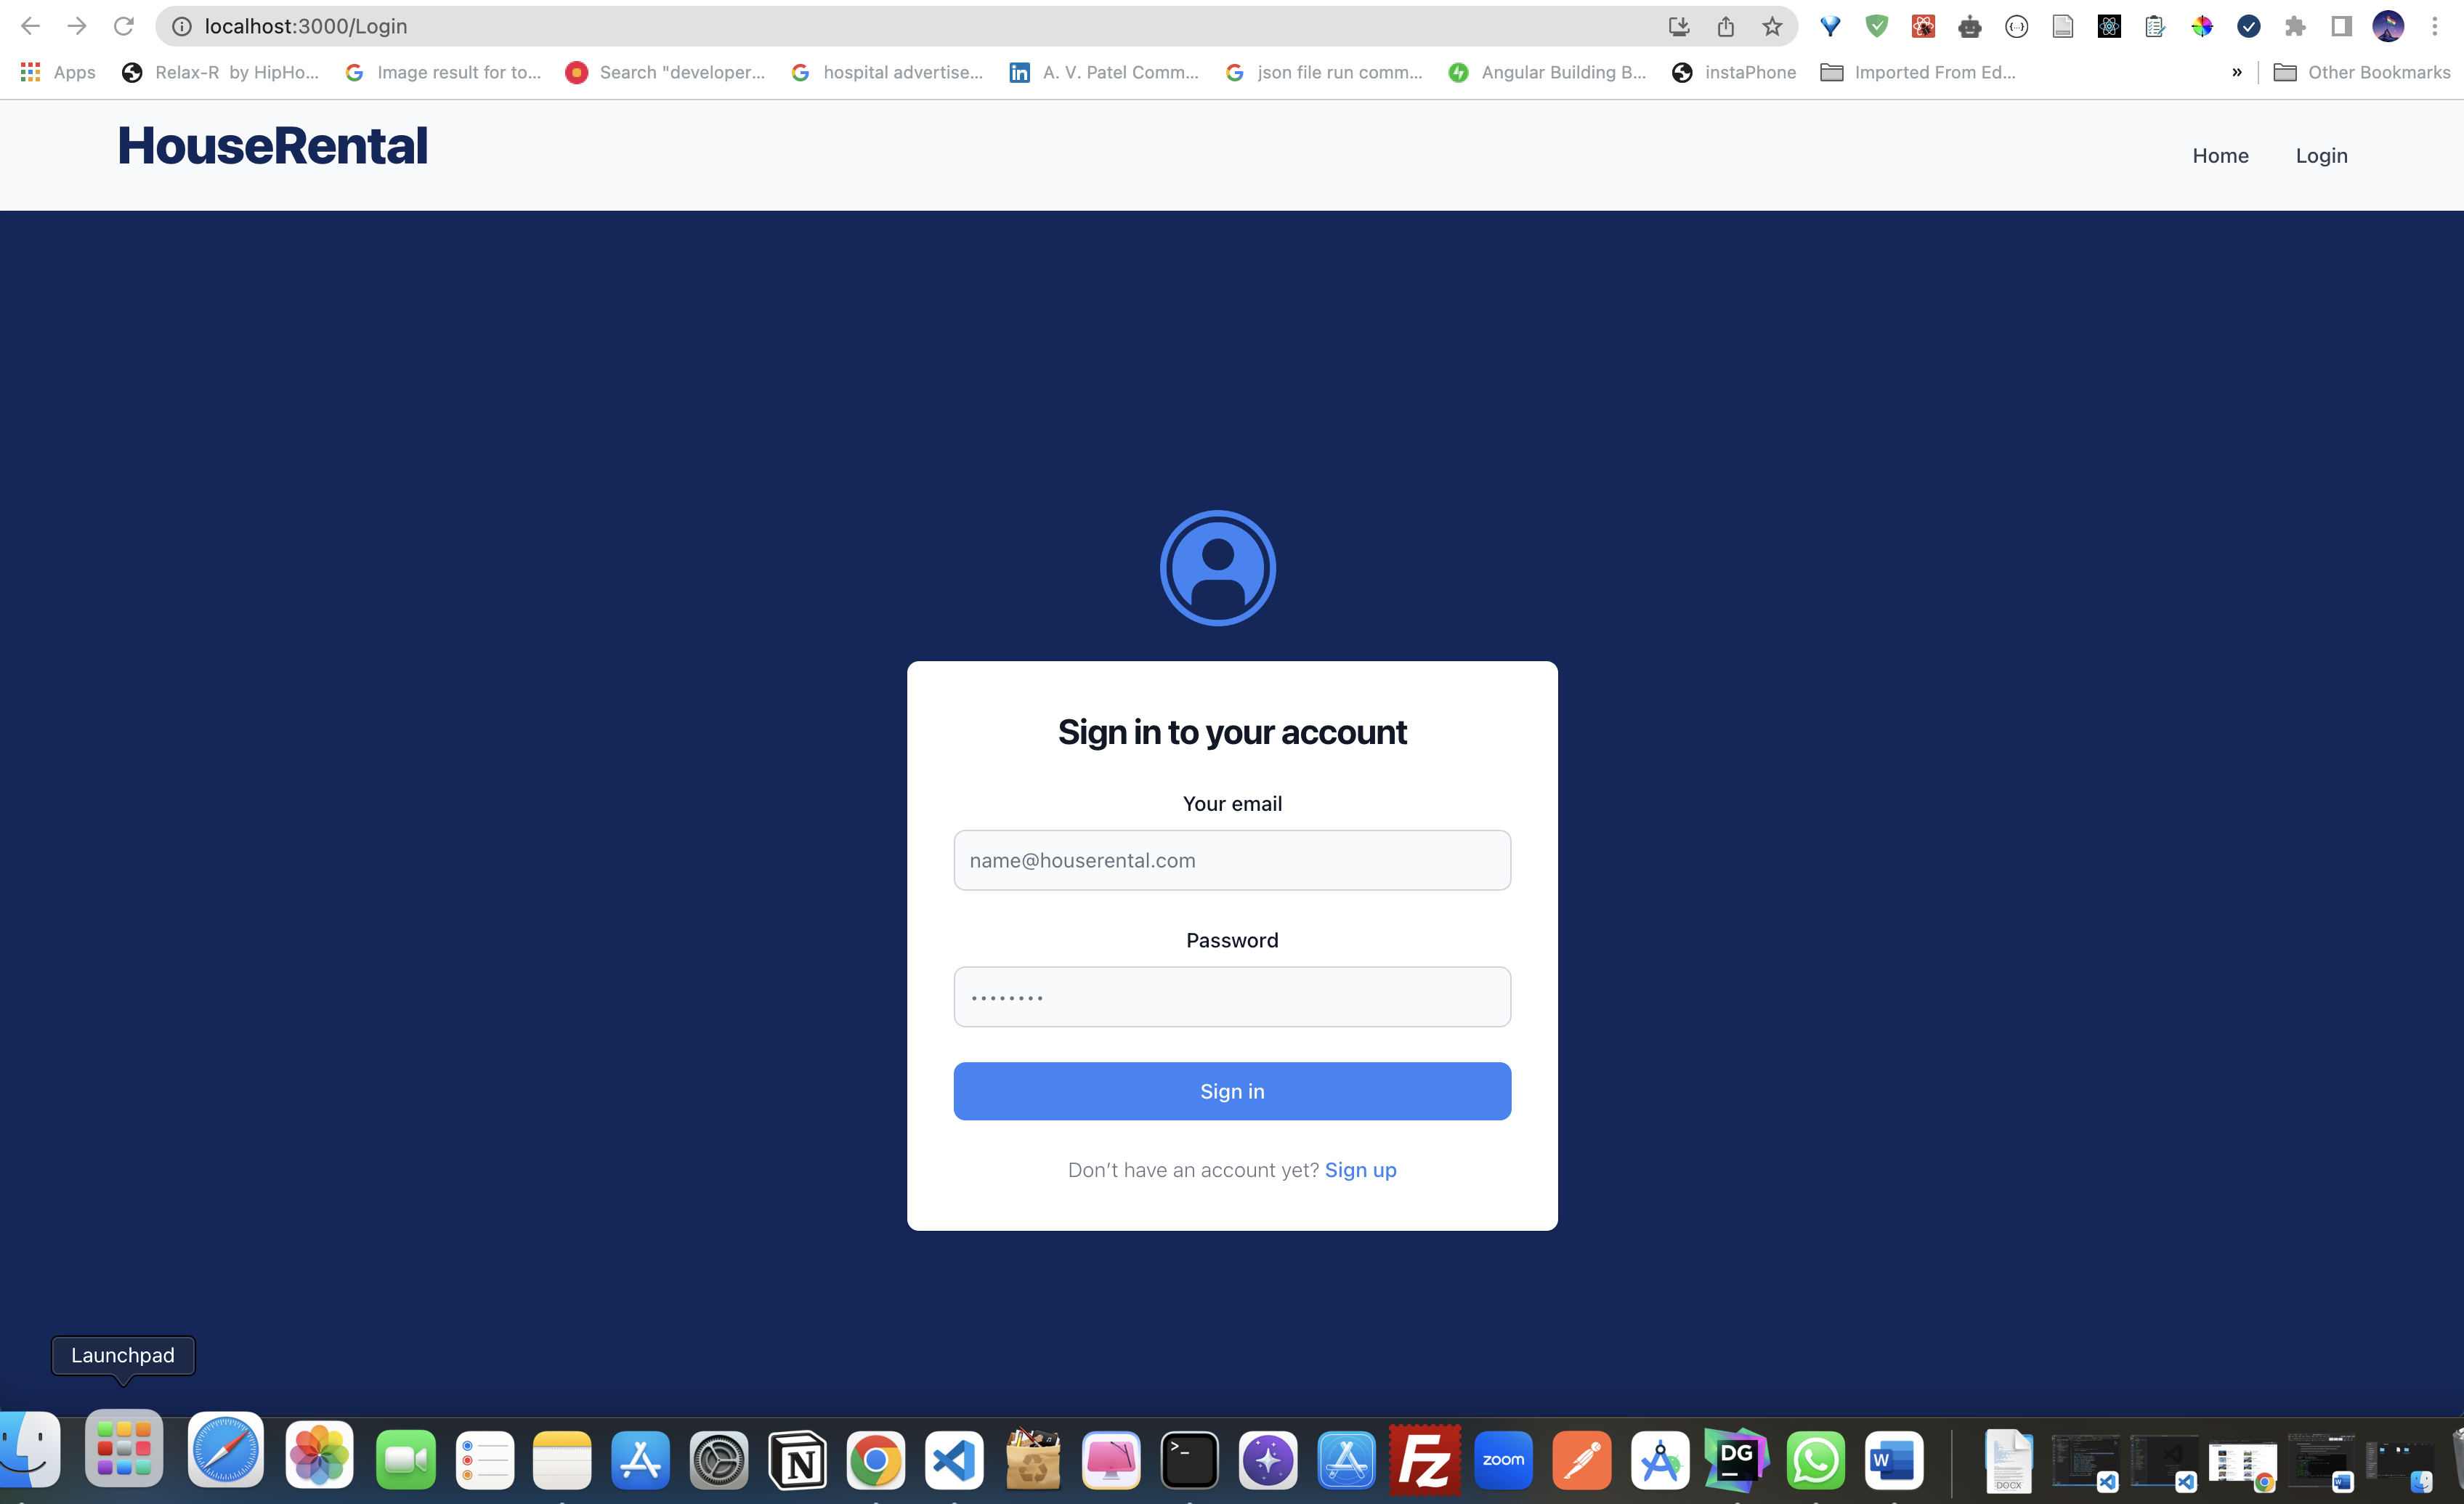 localhost:3000/Login
Apps
Relax-R by HipHo...
Image result for to...
Search "developer...
hospital advertise...
A. V. Patel Comm...
json file run comm...
Angular Building B...
instaPhone
Imported From Ed...
»
Other Bookmarks
HouseRental
Home
Login
Sign in to your account
Your email
name@houserental.com
Password
••••••••
Sign in
Don't have an account yet? Sign up
Launchpad
N
>_
Fz
zoom
DG
W
DOCX